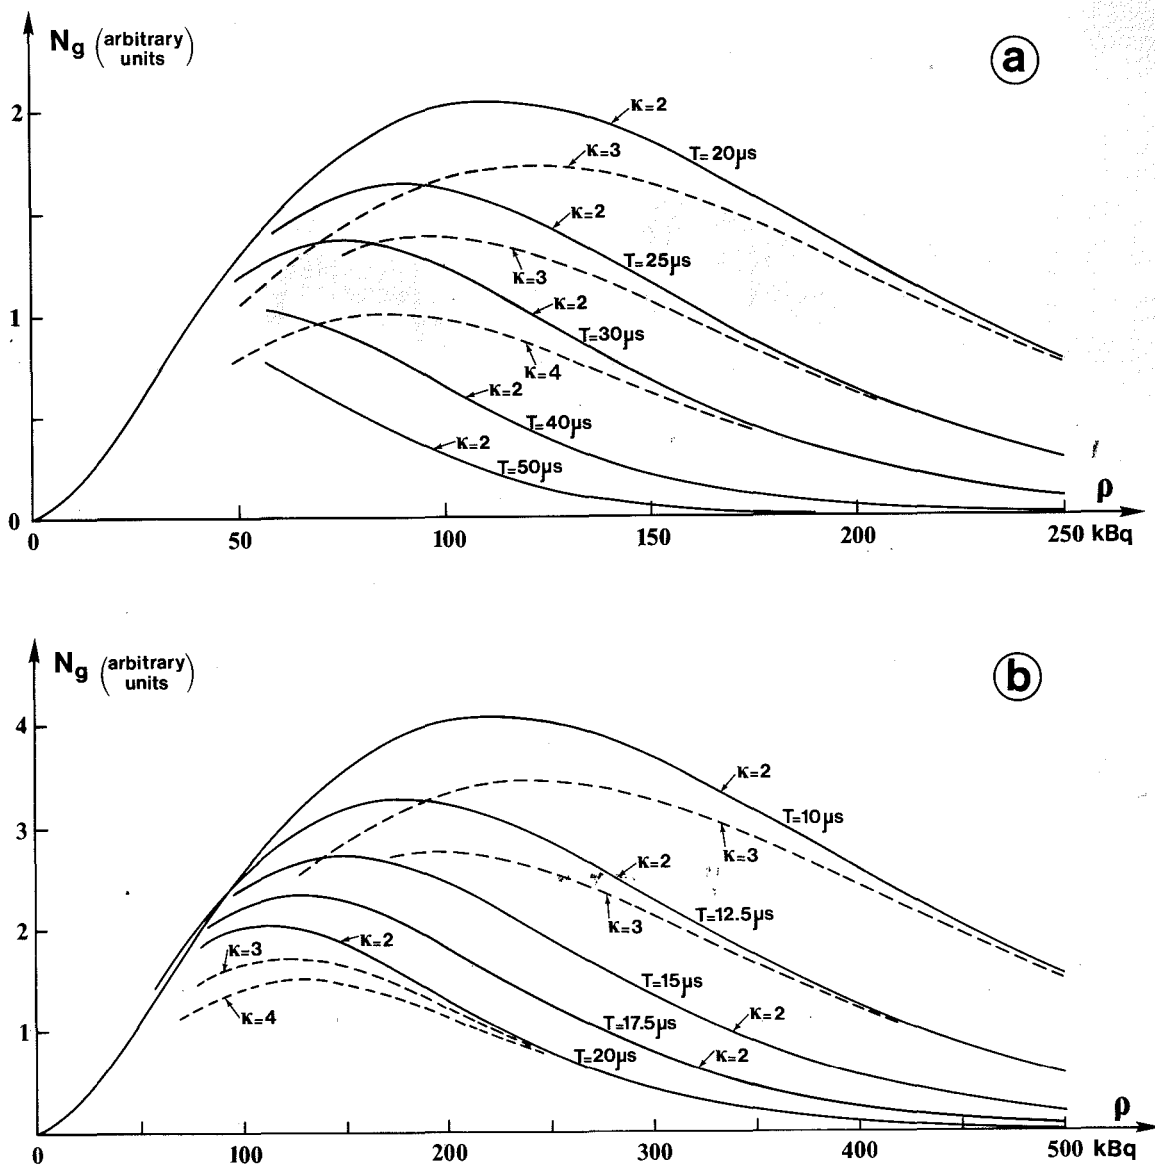 Ng (arbitrary units)
a
2
κ=2
κ=3
T=20μs
κ=2
T=25μs
κ=3
κ=2
1
T=30μs
κ=4
κ=2
T=40μs
κ=2
T=50μs
ρ
0
0 50 100 150 200 250 kBq
Ng (arbitrary units)
b
4
κ=2
T=10μs
3
κ=3
κ=2
T=12.5μs
κ=3
2
κ=2
κ=3
T=15μs
κ=2
κ=4
T=17.5μs
1
T=20μs
κ=2
ρ
0
0 100 200 300 400 500 kBq